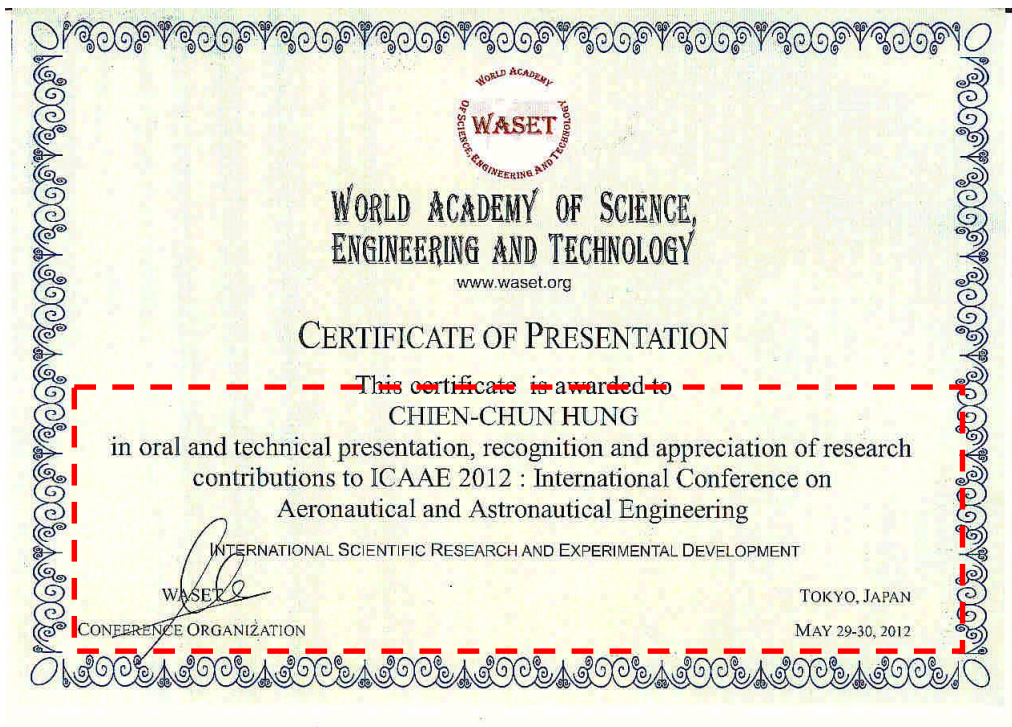 WORLD ACADEMY
OF SCIENCE, ENGINEERING AND TECHNOLOGY
WASET
WORLD ACADEMY OF SCIENCE,
ENGINEERING AND TECHNOLOGY
www.waset.org
CERTIFICATE OF PRESENTATION
This certificate is awarded to
CHIEN-CHUN HUNG
in oral and technical presentation, recognition and appreciation of research
contributions to ICAAE 2012 : International Conference on
Aeronautical and Astronautical Engineering
INTERNATIONAL SCIENTIFIC RESEARCH AND EXPERIMENTAL DEVELOPMENT
WASET
TOKYO, JAPAN
CONFERENCE ORGANIZATION
MAY 29-30, 2012